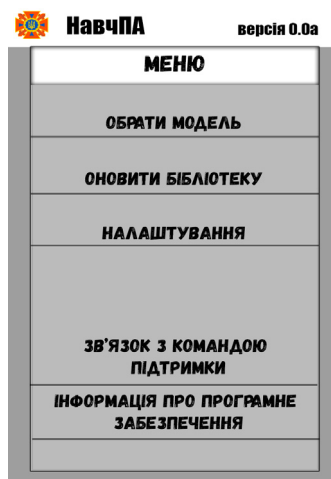 НавчПА
версія 0.0а
МЕНЮ
ОБРАТИ МОДЕЛЬ
ОНОВИТИ БІБЛІОТЕКУ
НАЛАШТУВАННЯ
ЗВ'ЯЗОК З КОМАНДОЮ
ПІДТРИМКИ
ІНФОРМАЦІЯ ПРО ПРОГРАМНЕ
ЗАБЕЗПЕЧЕННЯ